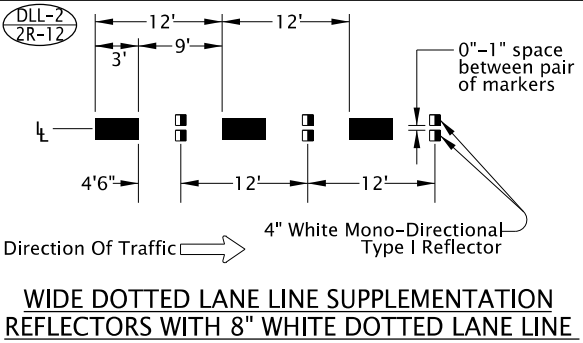 DLL-2
2R-12
12'
12'
3'
9'
0"-1" space
between pair
of markers
4'6"
12'
12'
4" White Mono-Directional
Type I Reflector
Direction Of Traffic
WIDE DOTTED LANE LINE SUPPLEMENTATION
REFLECTORS WITH 8" WHITE DOTTED LANE LINE